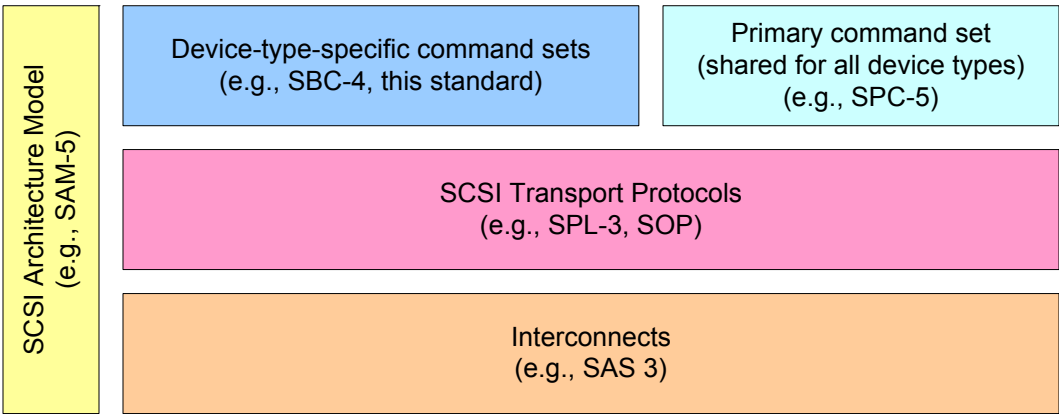 SCSI Architecture Model
(e.g., SAM-5)
Device-type-specific command sets
(e.g., SBC-4, this standard)
Primary command set
(shared for all device types)
(e.g., SPC-5)
SCSI Transport Protocols
(e.g., SPL-3, SOP)
Interconnects
(e.g., SAS 3)